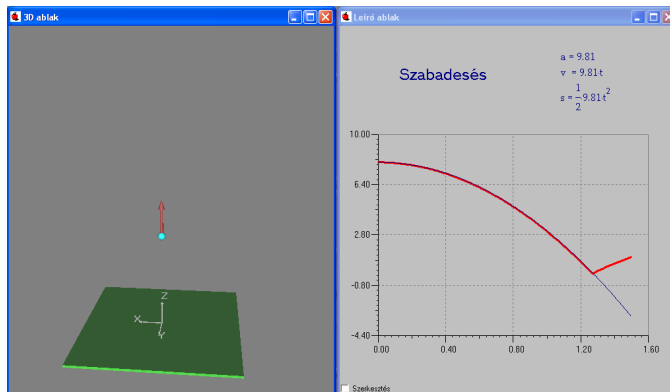 3D ablak
Z
X
Y
Leíró ablak
Szabadesés
a = 9.81
v = 9.81t
s = 1/2 9.81t²
10.00
6.40
2.80
-0.80
-4.40
0.00 0.40 0.80 1.20 1.60
Szerkesztés